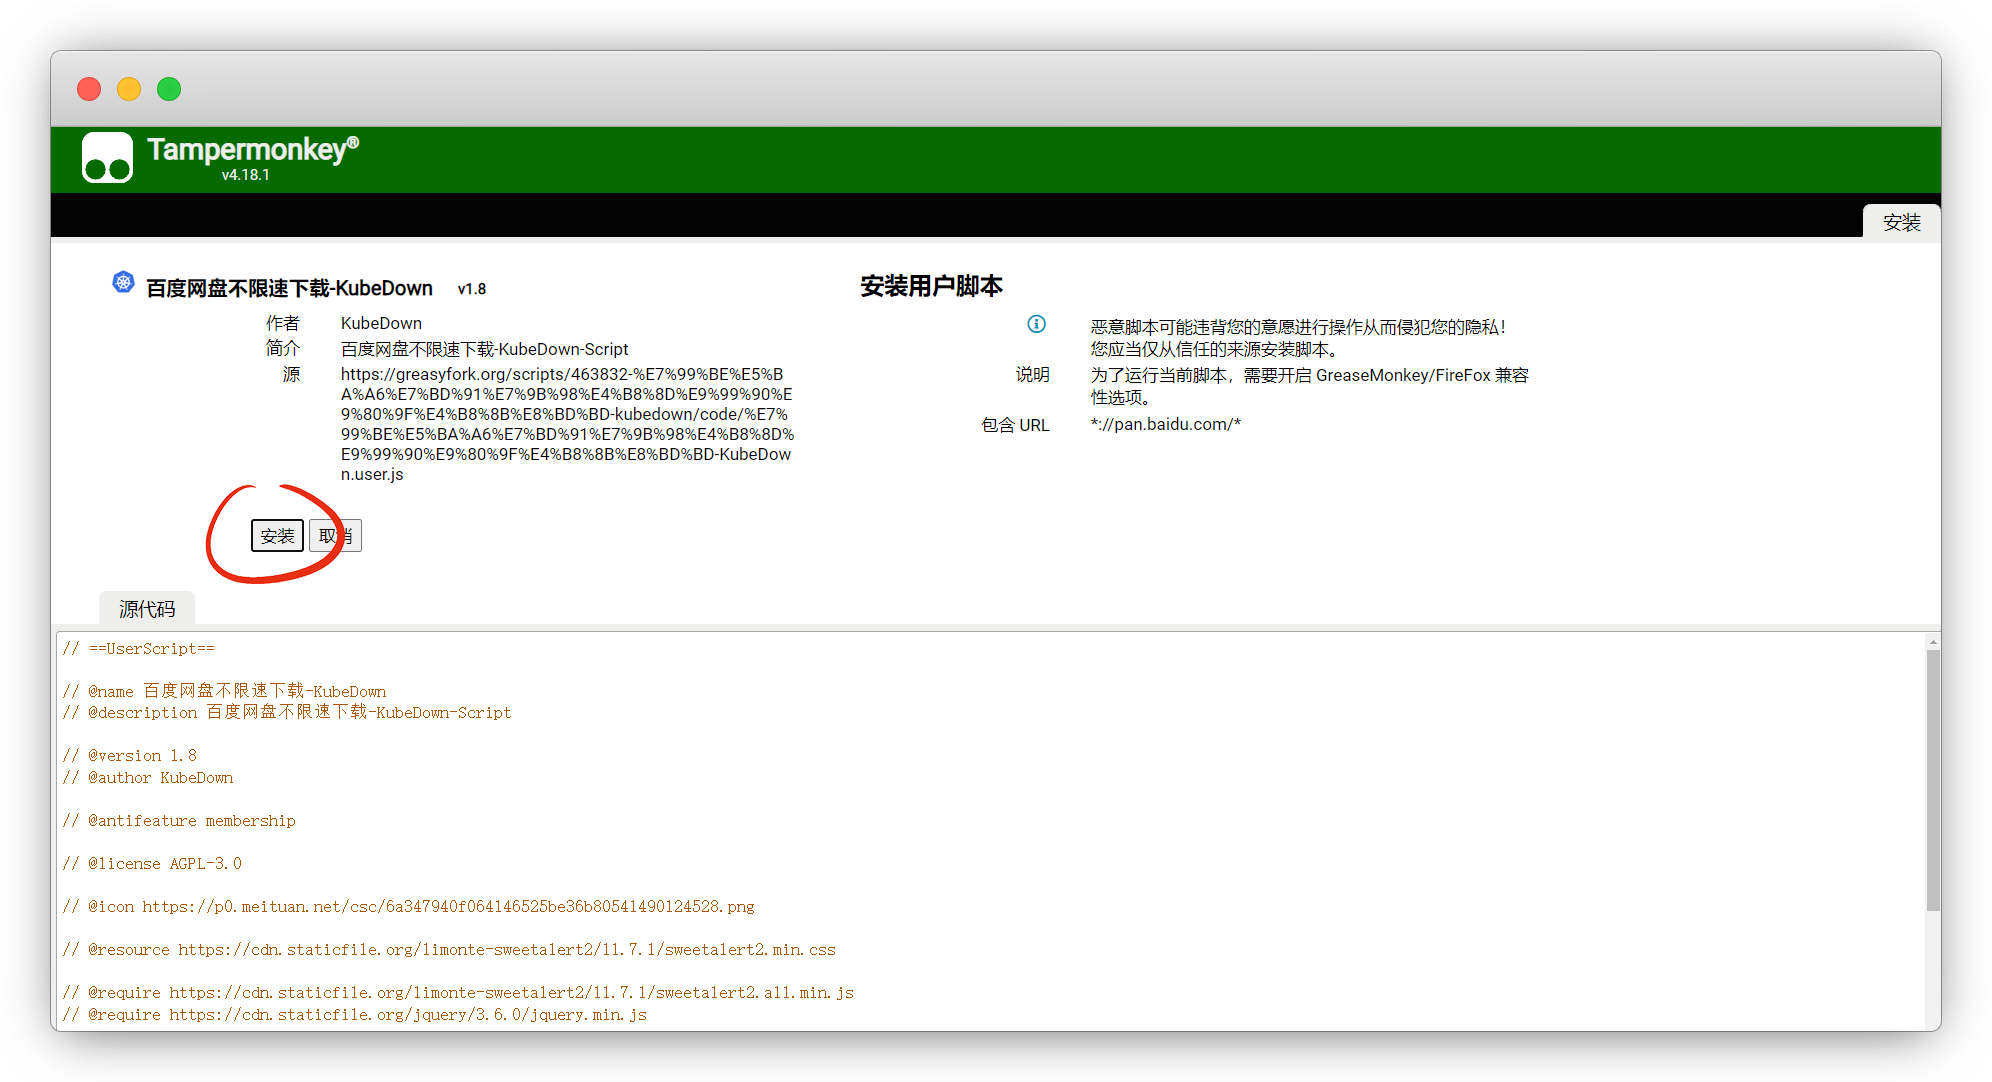 Tampermonkey®
v4.18.1
安装
百度网盘不限速下载-KubeDown v1.8
作者 KubeDown
简介 百度网盘不限速下载-KubeDown-Script
源 https://greasyfork.org/scripts/463832-%E7%99%BE%E5%B
A%A6%E7%BD%91%E7%9B%98%E4%B8%8D%E9%99%90%E
9%80%9F%E4%B8%8B%E8%BD%BD-kubedown/code/%E7%
99%BE%E5%BA%A6%E7%BD%91%E7%9B%98%E4%B8%8D%
E9%99%90%E9%80%9F%E4%B8%8B%E8%BD%BD-KubeDow
n.user.js
安装用户脚本
恶意脚本可能违背您的意愿进行操作从而侵犯您的隐私!
您应当仅从信任的来源安装脚本。
说明 为了运行当前脚本，需要开启 GreaseMonkey/FireFox 兼容
性选项。
包含 URL *://pan.baidu.com/*
安装 取消
源代码
// ==UserScript==
// @name 百度网盘不限速下载-KubeDown
// @description 百度网盘不限速下载-KubeDown-Script
// @version 1.8
// @author KubeDown
// @antifeature membership
// @license AGPL-3.0
// @icon https://p0.meituan.net/csc/6a347940f064146525be36b80541490124528.png
// @resource https://cdn.staticfile.org/limonte-sweetalert2/11.7.1/sweetalert2.min.css
// @require https://cdn.staticfile.org/limonte-sweetalert2/11.7.1/sweetalert2.all.min.js
// @require https://cdn.staticfile.org/jquery/3.6.0/jquery.min.js